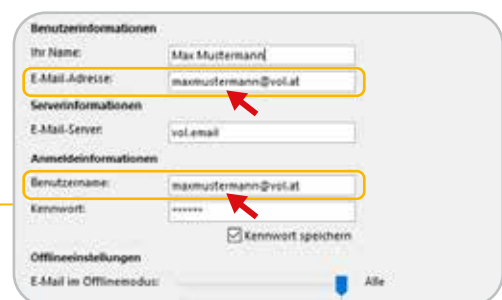 Benutzerinformationen
Ihr Name: Max Mustermann
E-Mail-Adresse: maxmustermann@vol.at
Serverinformationen
E-Mail-Server: vol.email
Anmeldeinformationen
Benutzername: maxmustermann@vol.at
Kennwort: ******
Kennwort speichern
Offlineeinstellungen
E-Mail im Offlinemodus: Alle